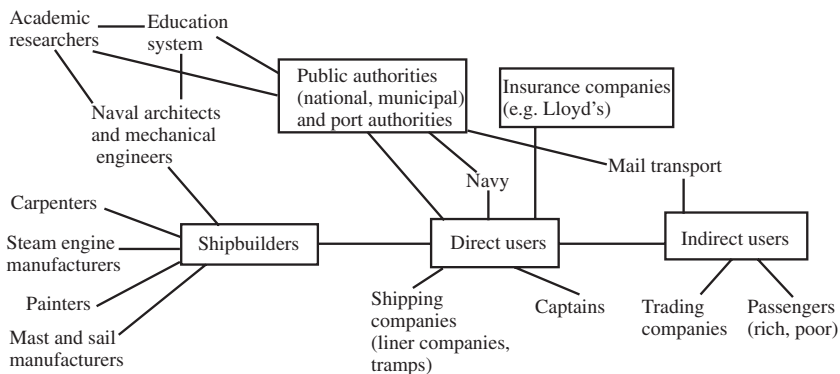 Academic
researchers
Education
system
Public authorities
(national, municipal)
and port authorities
Insurance companies
(e.g. Lloyd's)
Naval architects
and mechanical
engineers
Mail transport
Navy
Carpenters
Steam engine
manufacturers
Painters
Mast and sail
manufacturers
Shipbuilders
Direct users
Indirect users
Shipping
companies
(liner companies,
tramps)
Captains
Trading
companies
Passengers
(rich, poor)